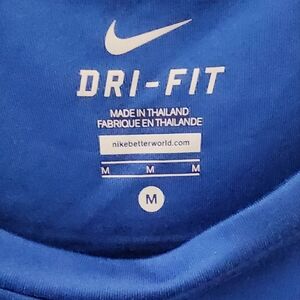 DRI-FIT
MADE IN THAILAND
FABRIQUE EN THAILANDE
nikebetterworld.com
M M M
M